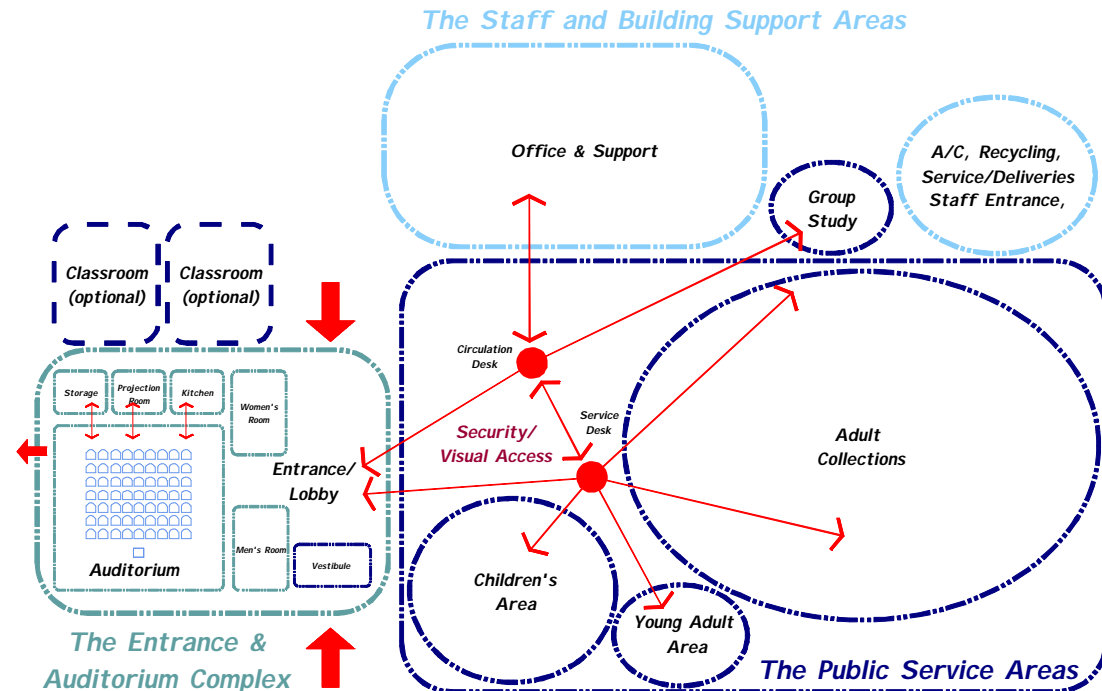 The Staff and Building Support Areas
Office & Support
A/C, Recycling,
Service/Deliveries
Staff Entrance,
Group
Study
Classroom
(optional)
Classroom
(optional)
Circulation
Desk
Storage
Projection
Room
Kitchen
Women's
Room
Service
Desk
Security/
Visual Access
Adult
Collections
Entrance/
Lobby
Men's Room
Vestibule
Auditorium
Children's
Area
Young Adult
Area
The Entrance &
Auditorium Complex
The Public Service Areas